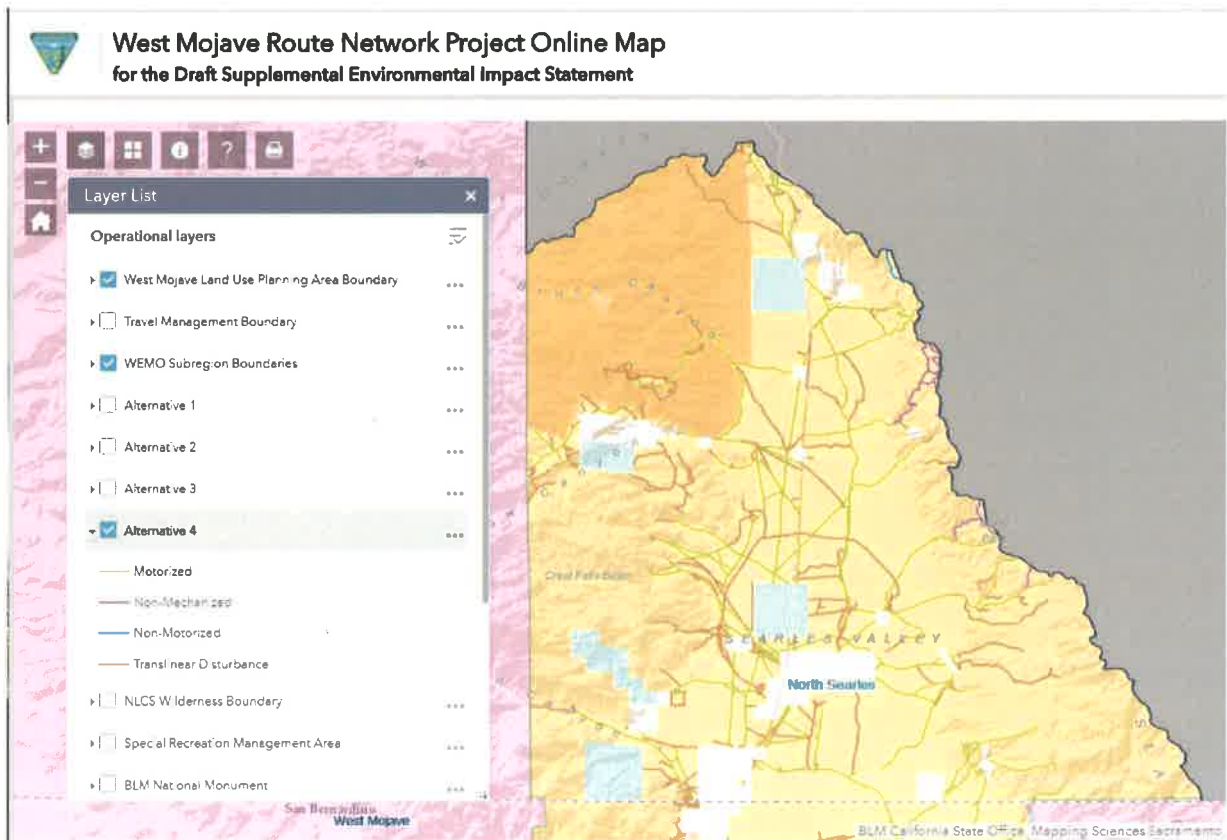 West Mojave Route Network Project Online Map
for the Draft Supplemental Environmental Impact Statement
+
?
−
Layer List
×
Operational layers
West Mojave Land Use Planning Area Boundary
Travel Management Boundary
WEMO Subregion Boundaries
Alternative 1
Alternative 2
Alternative 3
Alternative 4
Motorized
Non-Mechanized
Non-Motorized
Translinear Disturbance
NLCS Wilderness Boundary
Special Recreation Management Area
BLM National Monument
SEARLES VALLEY
North Searles
San Bernardino
West Mojave
BLM California State Office, Mapping Sciences Sacramento